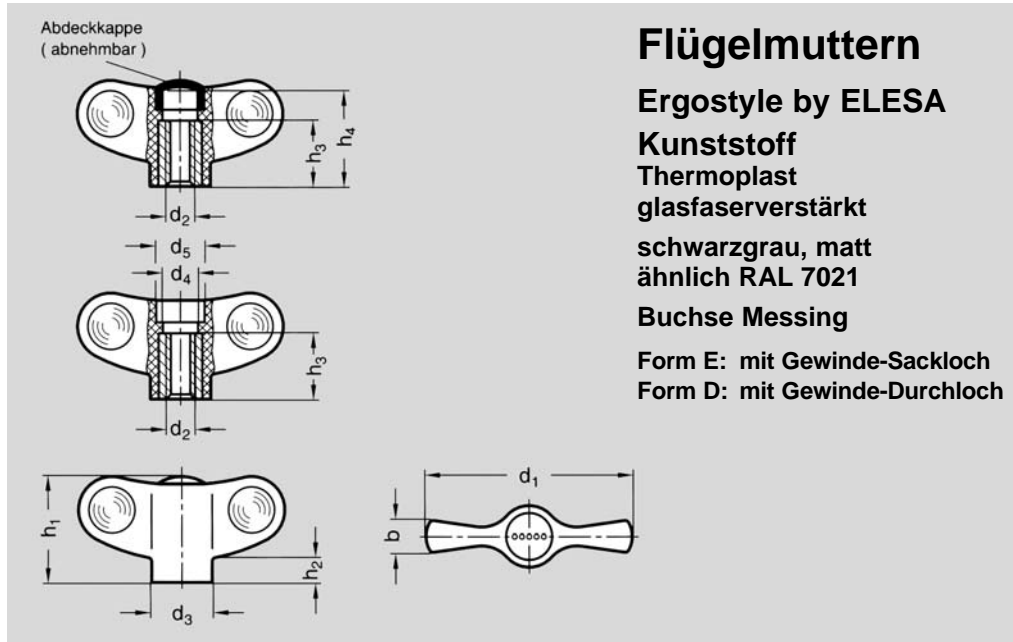 Abdeckkappe
( abnehmbar )
h3
h4
d2
d5
d4
h3
d2
h1
h2
d3
d1
b
Flügelmuttern
Ergostyle by ELESA
Kunststoff
Thermoplast
glasfaserverstärkt
schwarzgrau, matt
ähnlich RAL 7021
Buchse Messing
Form E: mit Gewinde-Sackloch
Form D: mit Gewinde-Durchloch